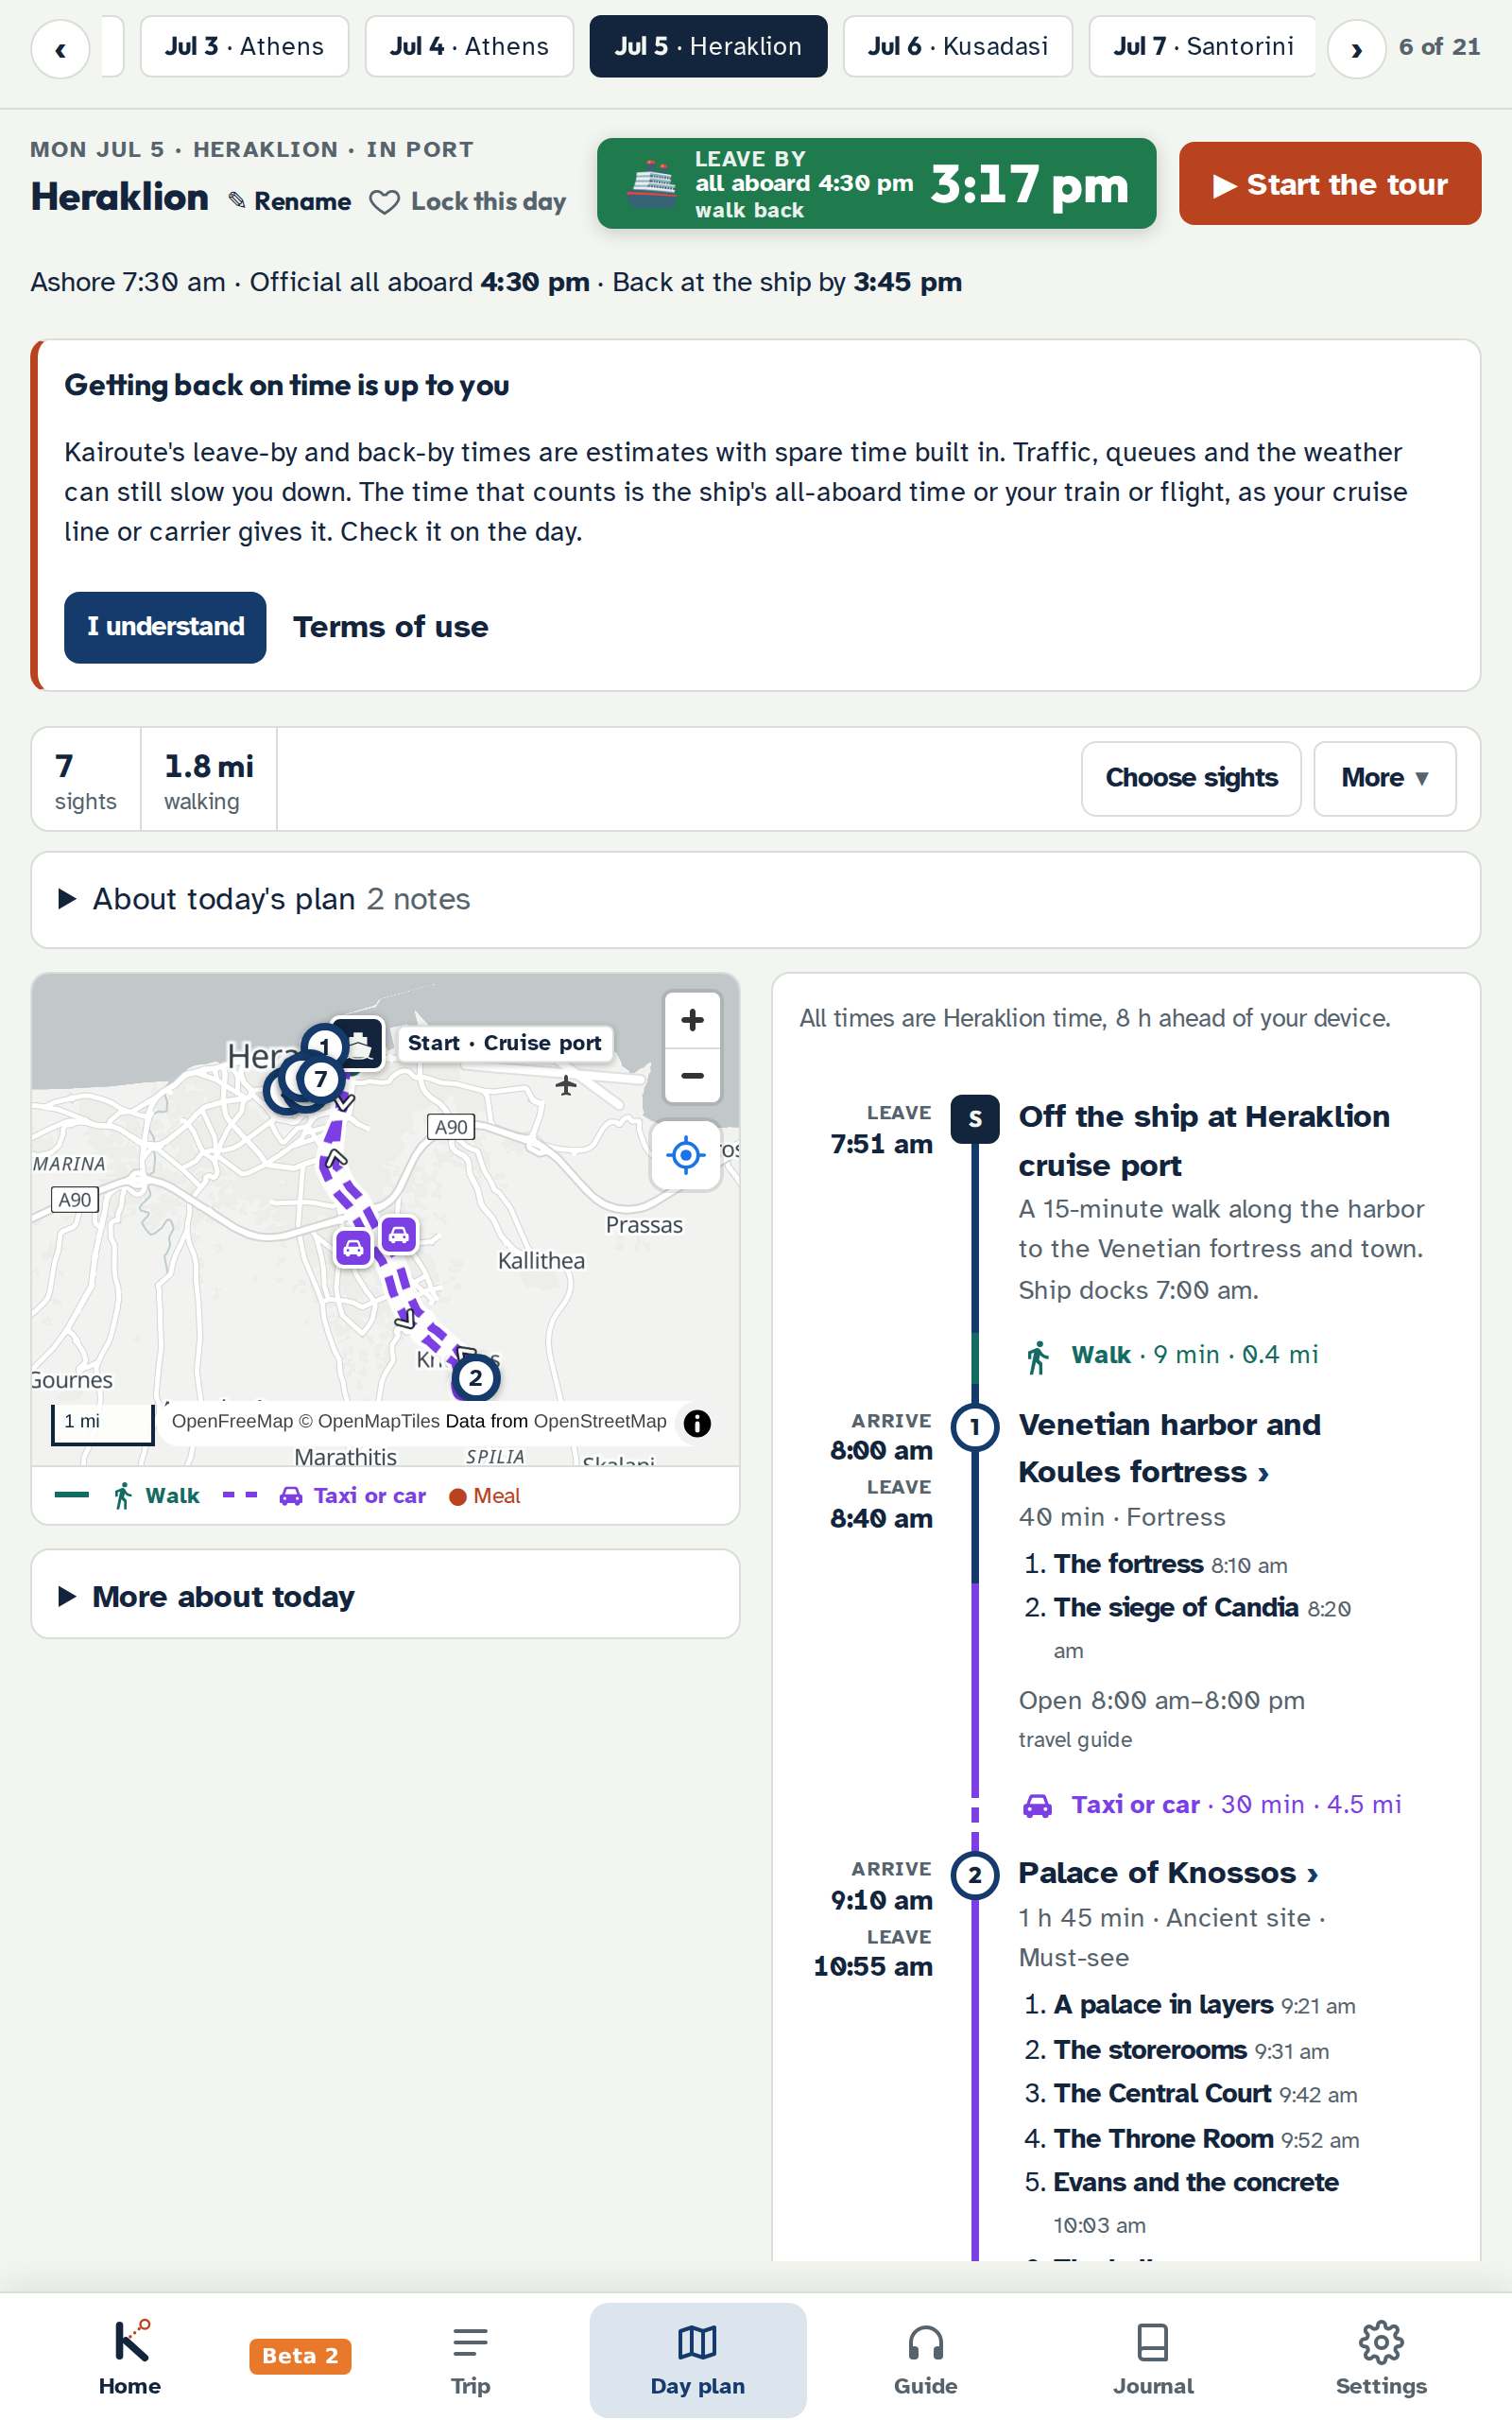 ‹
Jul 3 · Athens
Jul 4 · Athens
Jul 5 · Heraklion
Jul 6 · Kusadasi
Jul 7 · Santorini
›
6 of 21
MON JUL 5 · HERAKLION · IN PORT
Heraklion
✎ Rename
Lock this day
LEAVE BY
all aboard 4:30 pm
walk back
3:17 pm
▶ Start the tour
Ashore 7:30 am · Official all aboard 4:30 pm · Back at the ship by 3:45 pm
Getting back on time is up to you
Kairoute's leave-by and back-by times are estimates with spare time built in. Traffic, queues and the weather
can still slow you down. The time that counts is the ship's all-aboard time or your train or flight, as your cruise
line or carrier gives it. Check it on the day.
I understand
Terms of use
7
sights
1.8 mi
walking
Choose sights
More ▼
▶ About today's plan 2 notes
1
7
Start · Cruise port
+
−
A90
MARINA
A90
Prassas
Kallithea
2
Gournes
1 mi
OpenFreeMap © OpenMapTiles Data from OpenStreetMap
Marathitis
SPILIA
Walk
Taxi or car
Meal
▶ More about today
All times are Heraklion time, 8 h ahead of your device.
LEAVE
7:51 am
S
Off the ship at Heraklion
cruise port
A 15-minute walk along the harbor
to the Venetian fortress and town.
Ship docks 7:00 am.
Walk · 9 min · 0.4 mi
ARRIVE
8:00 am
LEAVE
8:40 am
1
Venetian harbor and
Koules fortress ›
40 min · Fortress
1. The fortress 8:10 am
2. The siege of Candia 8:20
am
Open 8:00 am–8:00 pm
travel guide
Taxi or car · 30 min · 4.5 mi
ARRIVE
9:10 am
LEAVE
10:55 am
2
Palace of Knossos ›
1 h 45 min · Ancient site ·
Must-see
1. A palace in layers 9:21 am
2. The storerooms 9:31 am
3. The Central Court 9:42 am
4. The Throne Room 9:52 am
5. Evans and the concrete
10:03 am
Home
Beta 2
Trip
Day plan
Guide
Journal
Settings